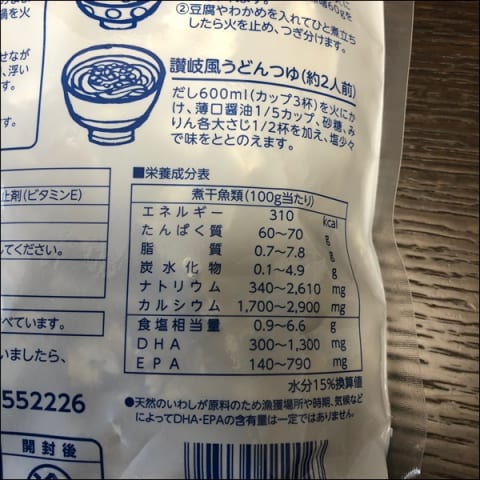 鍋を火
②豆腐やわかめを入れてひと煮立ち
したら火を止め、つぎ分けます。
讃岐風うどんつゆ(約2人前)
だし600ml(カップ3杯)を火にか
け、薄口醤油1/5カップ、砂糖、み
りん各大さじ1/2杯を加え、塩少々
で味をととのえます。
せなが
、浮い
■栄養成分表
煮干魚類(100g当たり)
エネルギー 310 kcal
たんぱく質 60~70 g
脂質 0.7~7.8 g
炭水化物 0.1~4.9 g
ナトリウム 340~2,610 mg
カルシウム 1,700~2,900 mg
食塩相当量 0.9~6.6 g
DHA 300~1,300 mg
EPA 140~790 mg
水分15%換算値
●天然のいわしが原料のため漁獲場所や時期、気候など
によってDHA・EPAの含有量は一定ではありません。
止剤(ビタミンE)
してください。
べています。
いましたら、
552226
開封後